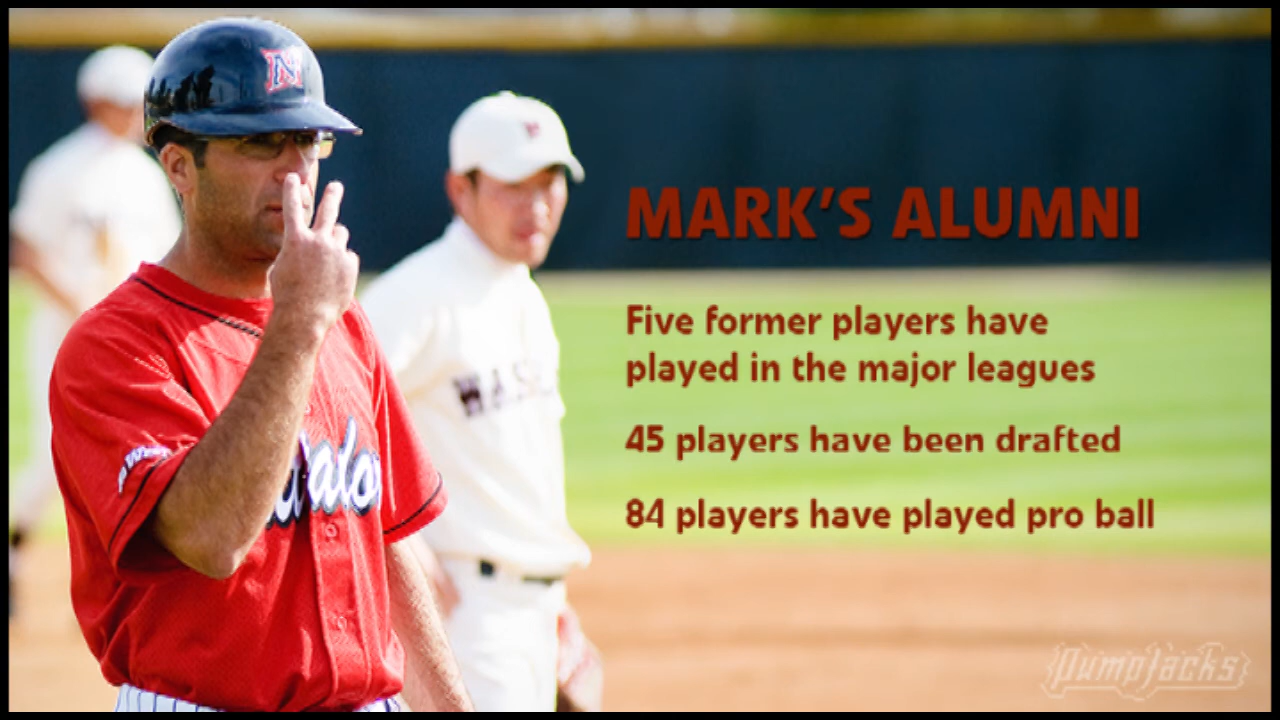 N
W
WASH
MARK'S ALUMNI
Five former players have
played in the major leagues
45 players have been drafted
84 players have played pro ball
PumpJacks